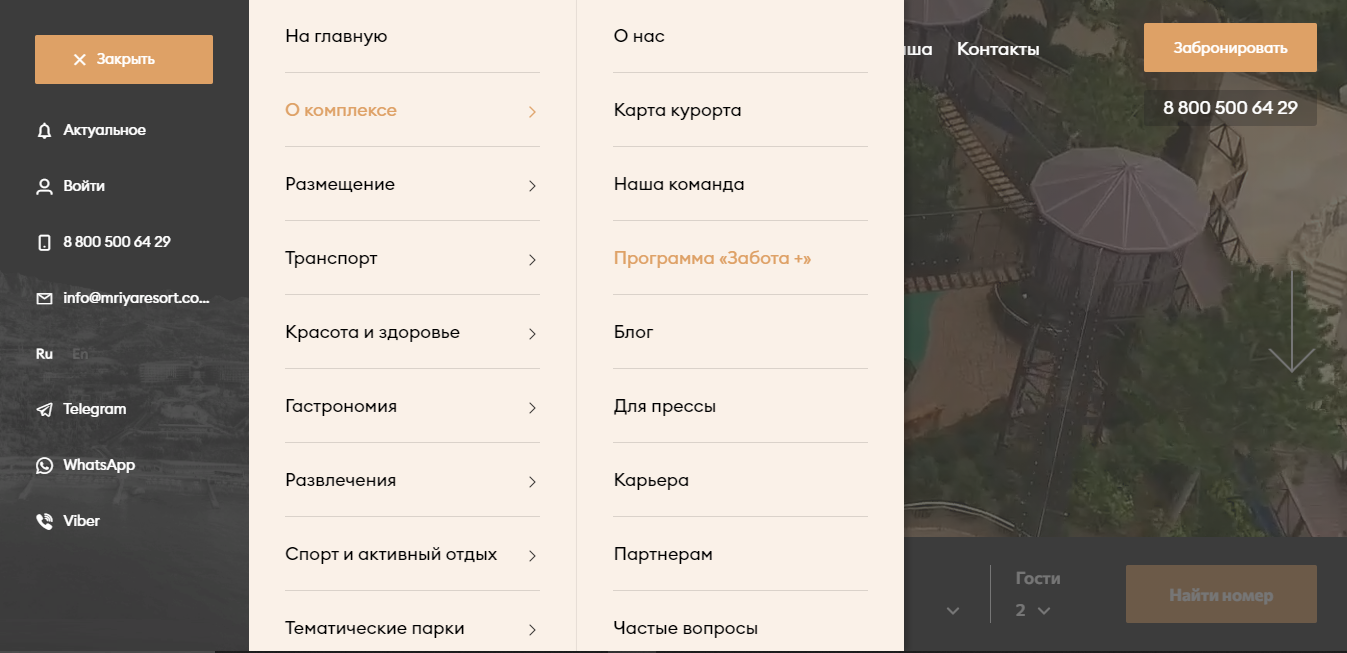 Закрыть
Актуальное
Войти
8 800 500 64 29
info@mriyaresort.co...
Ru En
Telegram
WhatsApp
Viber
На главную
О комплексе
Размещение
Транспорт
Красота и здоровье
Гастрономия
Развлечения
Спорт и активный отдых
Тематические парки
О нас
Карта курорта
Наша команда
Программа «Забота +»
Блог
Для прессы
Карьера
Партнерам
Частые вопросы
Контакты
Забронировать
8 800 500 64 29
Гости
2
Найти номер